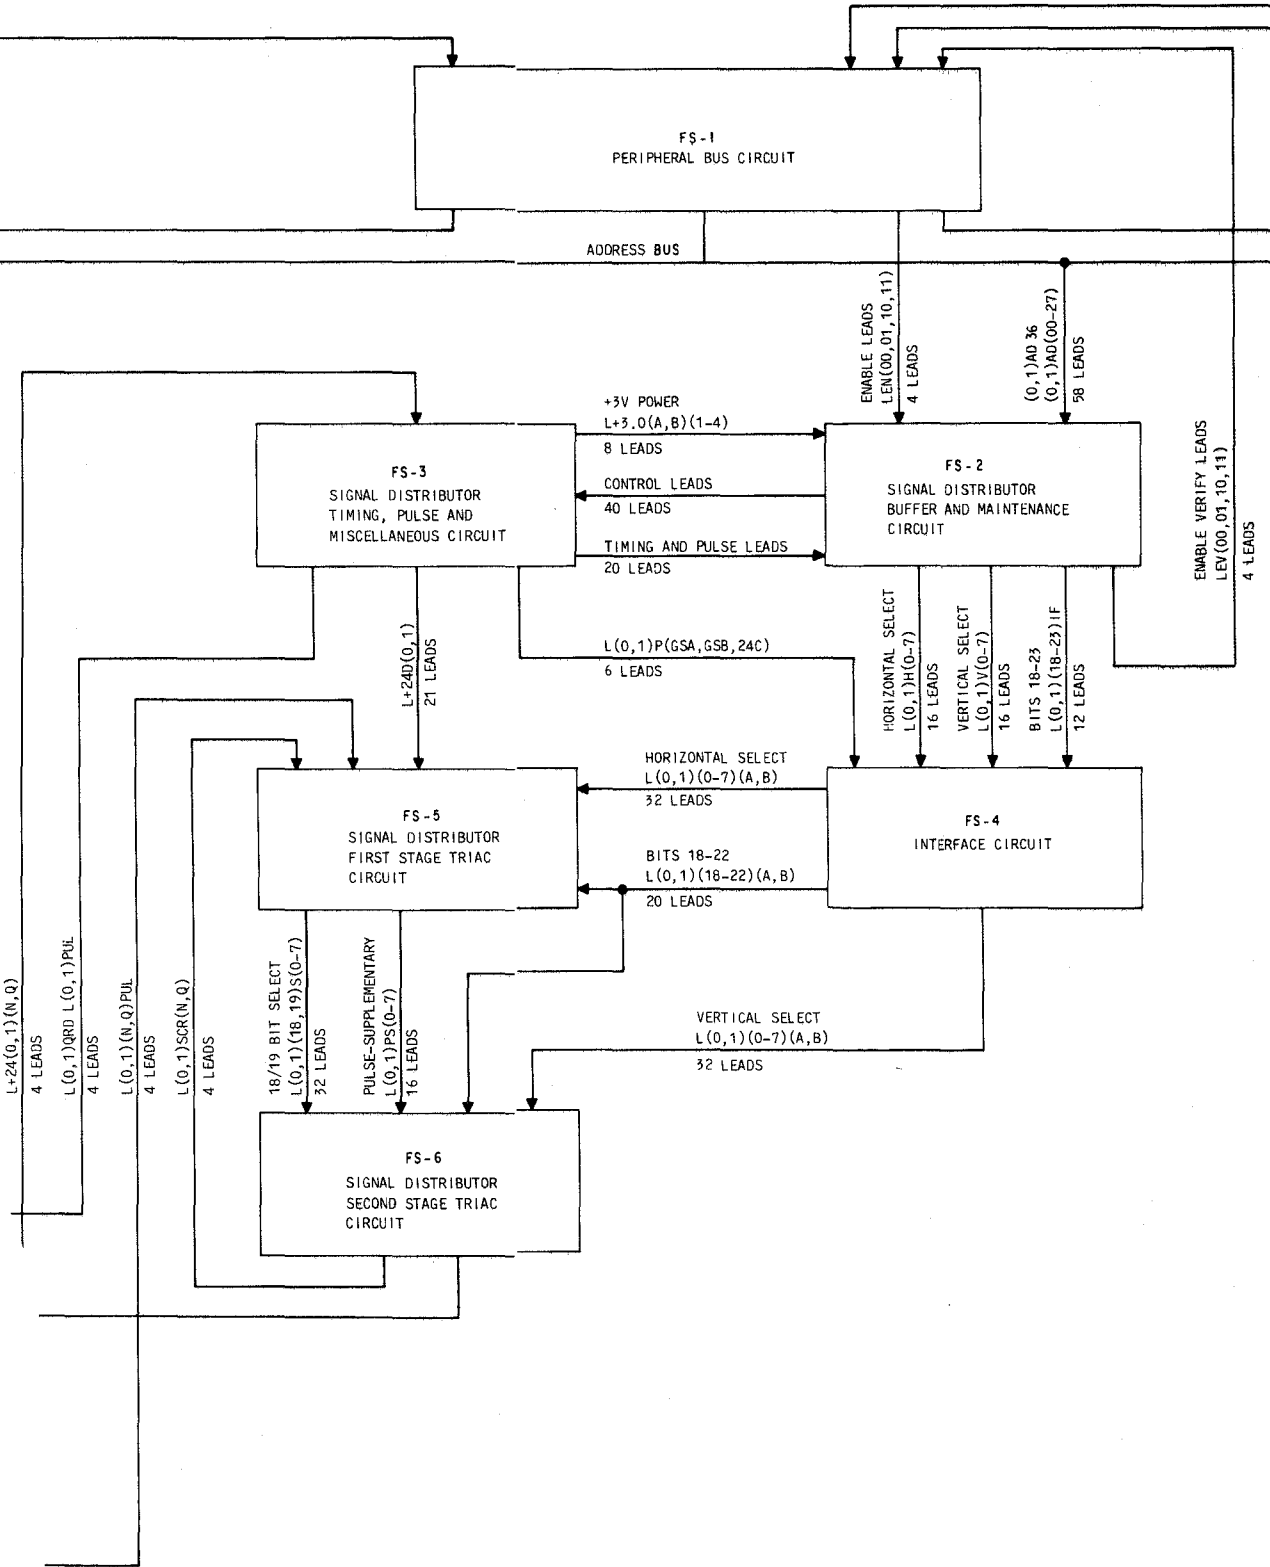 FS-1
PERIPHERAL BUS CIRCUIT
ADDRESS BUS
ENABLE LEADS
LEN(00,01,10,11)
4 LEADS
(0,1)AD 36
(0,1)AD(00-27)
58 LEADS
ENABLE VERIFY LEADS
LEV(00,01,10,11)
4 LEADS
FS-3
SIGNAL DISTRIBUTOR
TIMING, PULSE AND
MISCELLANEOUS CIRCUIT
+3V POWER
L+3.0(A,B)(1-4)
8 LEADS
CONTROL LEADS
40 LEADS
TIMING AND PULSE LEADS
20 LEADS
FS-2
SIGNAL DISTRIBUTOR
BUFFER AND MAINTENANCE
CIRCUIT
L+24D(0,1)
21 LEADS
L(0,1)P(GSA,GSB,24C)
6 LEADS
HORIZONTAL SELECT
L(0,1)H(0-7)
16 LEADS
VERTICAL SELECT
L(0,1)V(0-7)
16 LEADS
BITS 18-23
L(0,1)(18-23)IF
12 LEADS
FS-5
SIGNAL DISTRIBUTOR
FIRST STAGE TRIAC
CIRCUIT
HORIZONTAL SELECT
L(0,1)(0-7)(A,B)
32 LEADS
BITS 18-22
L(0,1)(18-22)(A,B)
20 LEADS
FS-4
INTERFACE CIRCUIT
L+24(0,1)(N,Q)
4 LEADS
L(0,1)QRD L(0,1)PUL
4 LEADS
L(0,1)(N,Q)PUL
4 LEADS
L(0,1)SCR(N,Q)
4 LEADS
18/19 BIT SELECT
L(0,1)(18,19)S(0-7)
32 LEADS
PULSE-SUPPLEMENTARY
L(0,1)PS(0-7)
16 LEADS
VERTICAL SELECT
L(0,1)(0-7)(A,B)
32 LEADS
FS-6
SIGNAL DISTRIBUTOR
SECOND STAGE TRIAC
CIRCUIT